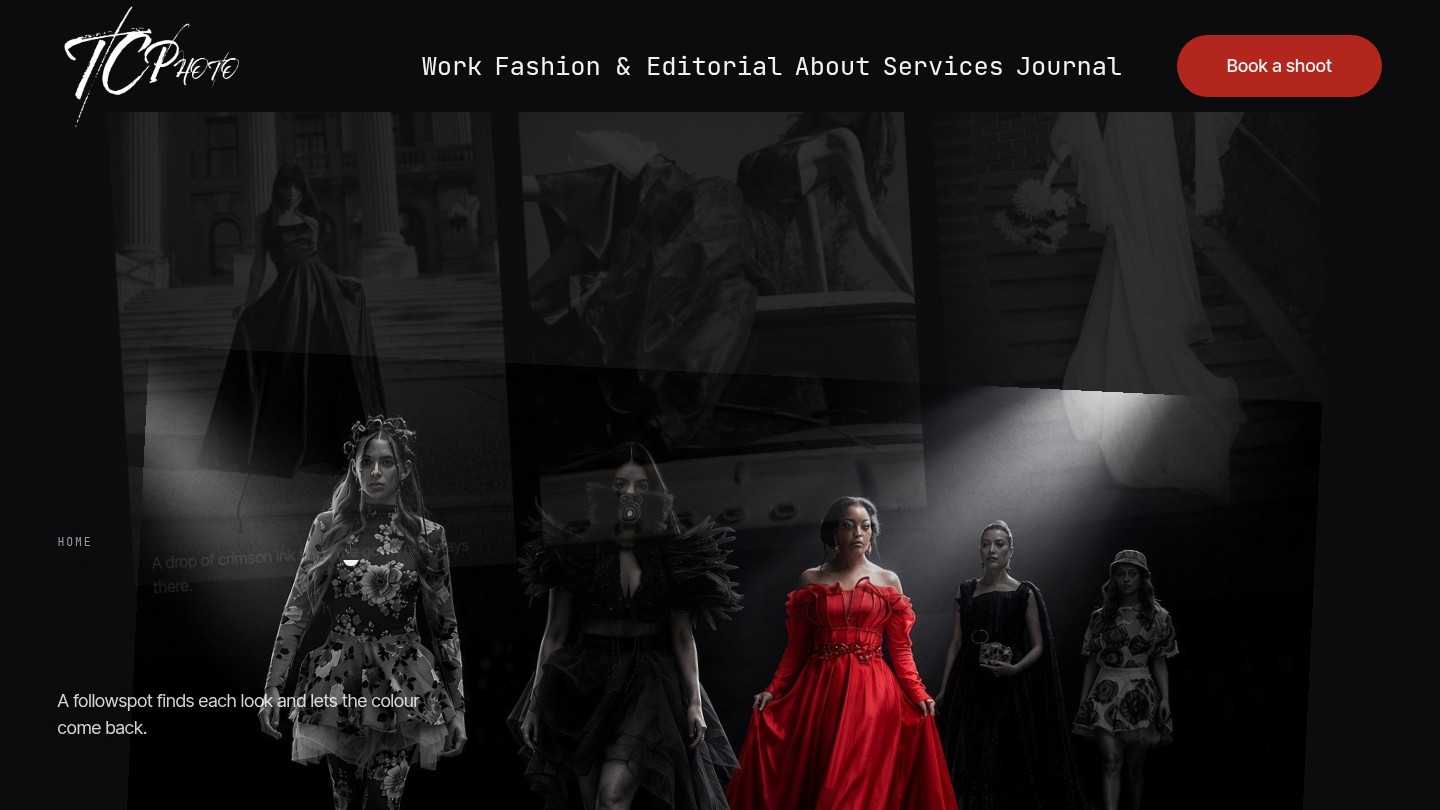 TCPHOTO
Work Fashion & Editorial About Services Journal
Book a shoot
HOME
A drop of crimson ink
there.
A followspot finds each look and lets the colour
come back.